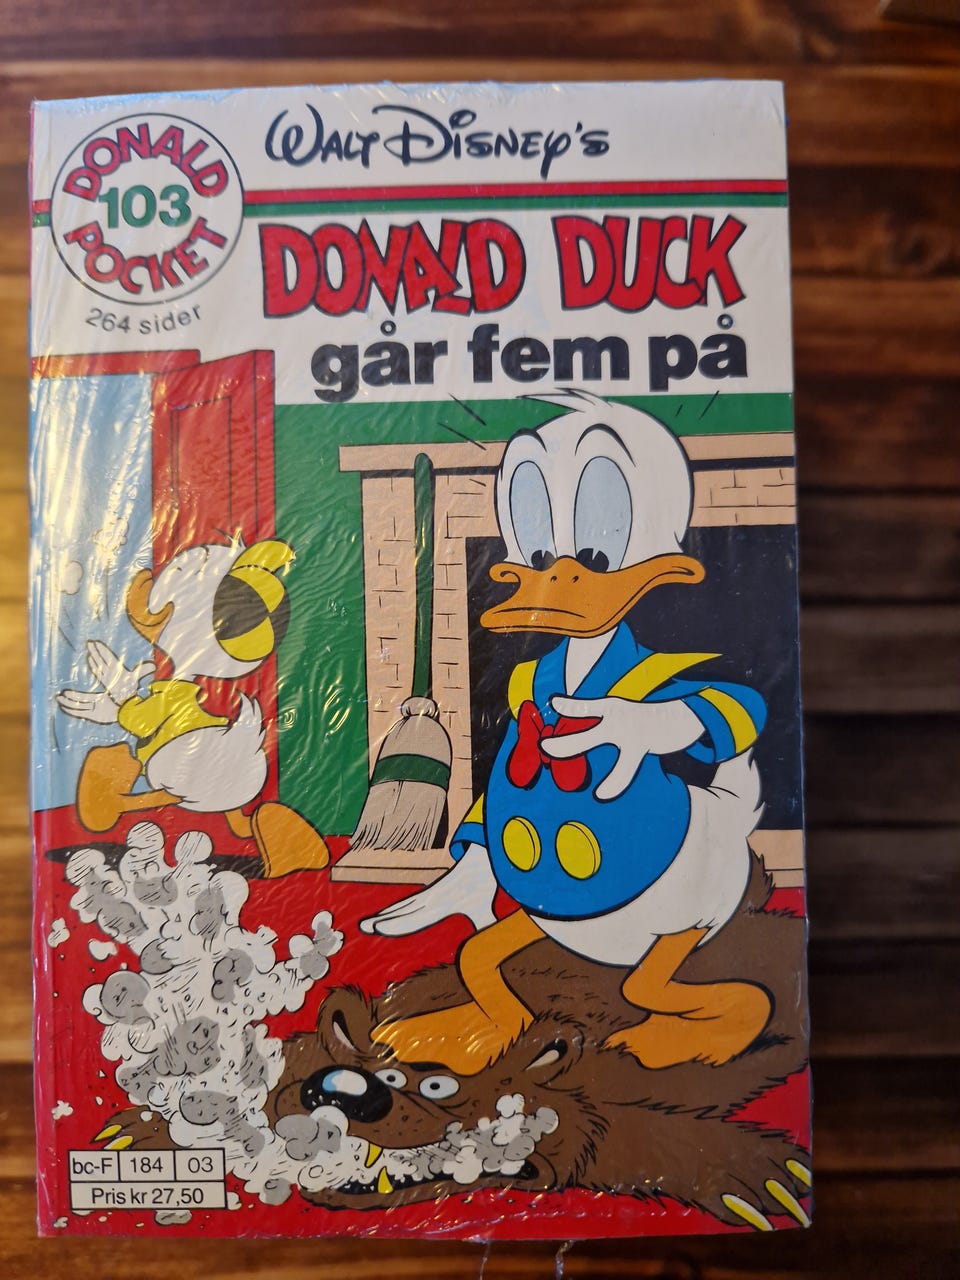 WALT DISNEY'S
DONALD
103
POCKET
264 sider
DONALD DUCK
går fem på
bc-F 184 03
Pris kr 27,50